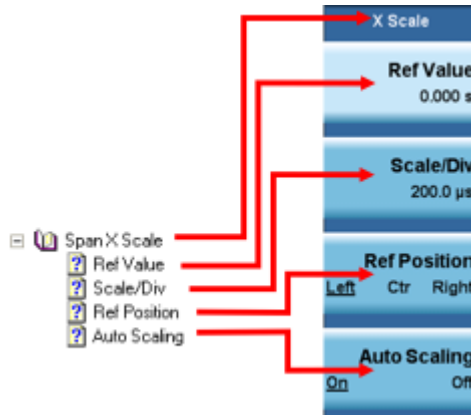 Span X Scale
Ref Value
Scale/Div
Ref Position
Auto Scaling
X Scale
Ref Value
0.000 s
Scale/Div
200.0 µs
Ref Position
Left Ctr Right
Auto Scaling
On Off